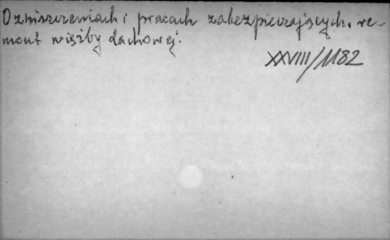 O zniszczeniach i pracach zabezpieczających, re-
mont więźby dachowej.
XXVIII/1182